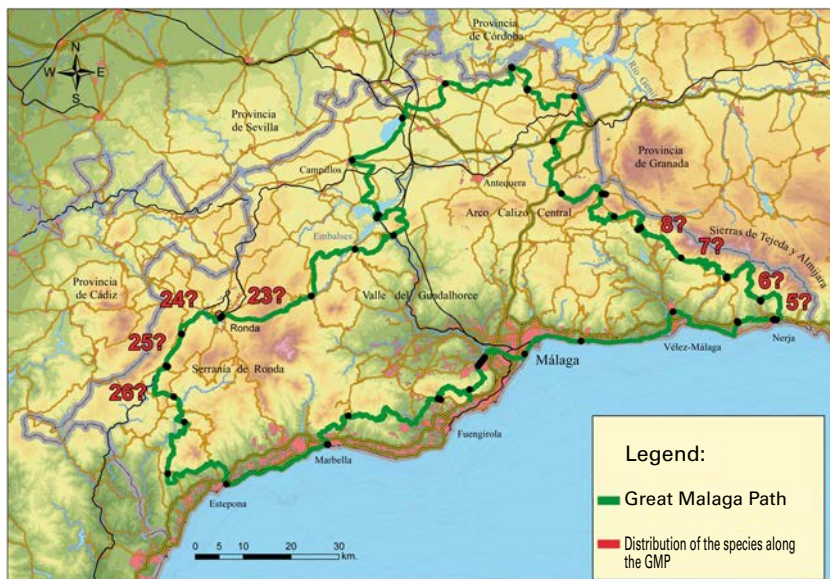 Provincia
de Córdoba
N
W E
S
Río Genil
Provincia
de Sevilla
Provincia
de Granada
Campillos
Antequera
Arco Calizo Central
8?
Sierras de Tejeda y Almijara
7?
Embalses
6?
Provincia
de Cádiz
24?
23?
Valle del Guadalhorce
5?
Ronda
Nerja
25?
Málaga
Vélez-Málaga
Serranía de Ronda
26?
Fuengirola
Marbella
Estepona
0 5 10 20 30
km.
Legend:
Great Malaga Path
Distribution of the species along
the GMP